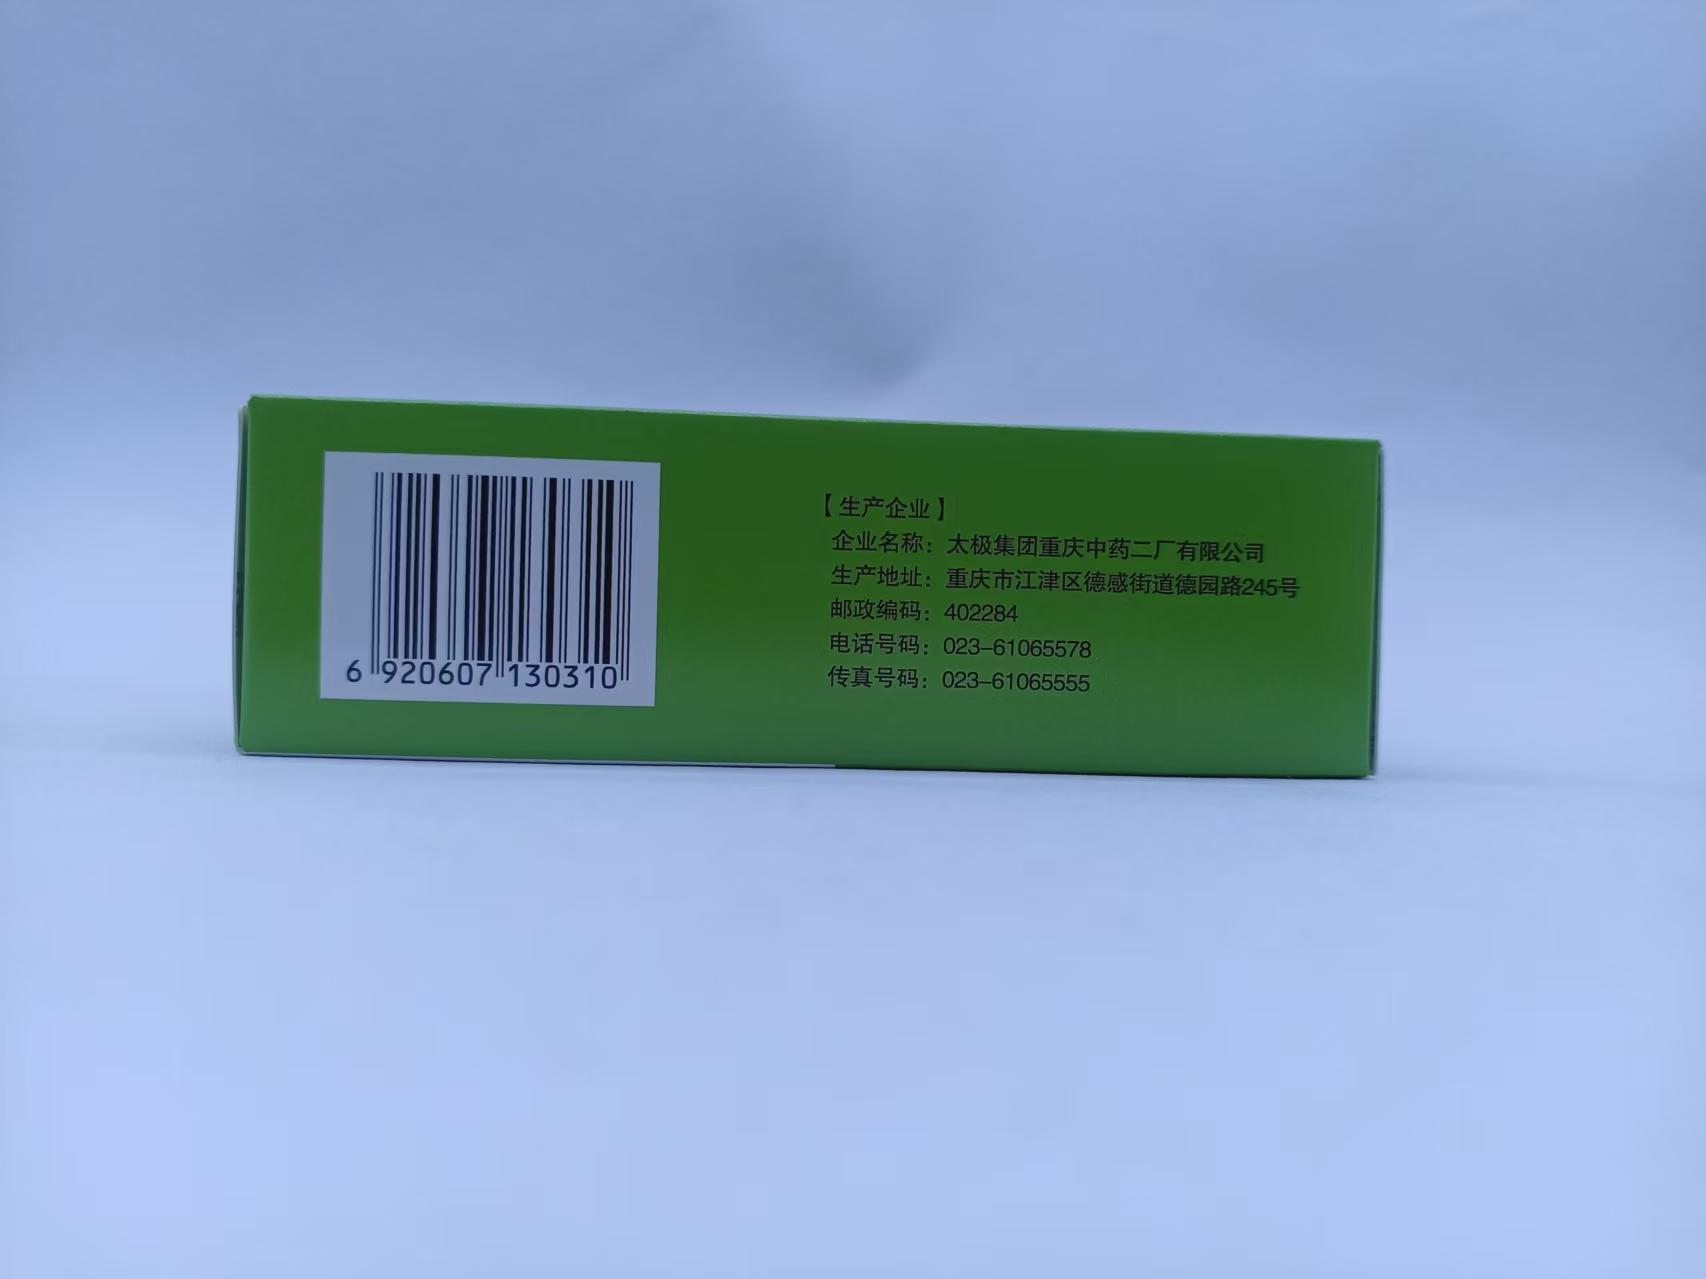 6 920607 130310
【生产企业】
企业名称：太极集团重庆中药二厂有限公司
生产地址：重庆市江津区德感街道德园路245号
邮政编码：402284
电话号码：023-61065578
传真号码：023-61065555